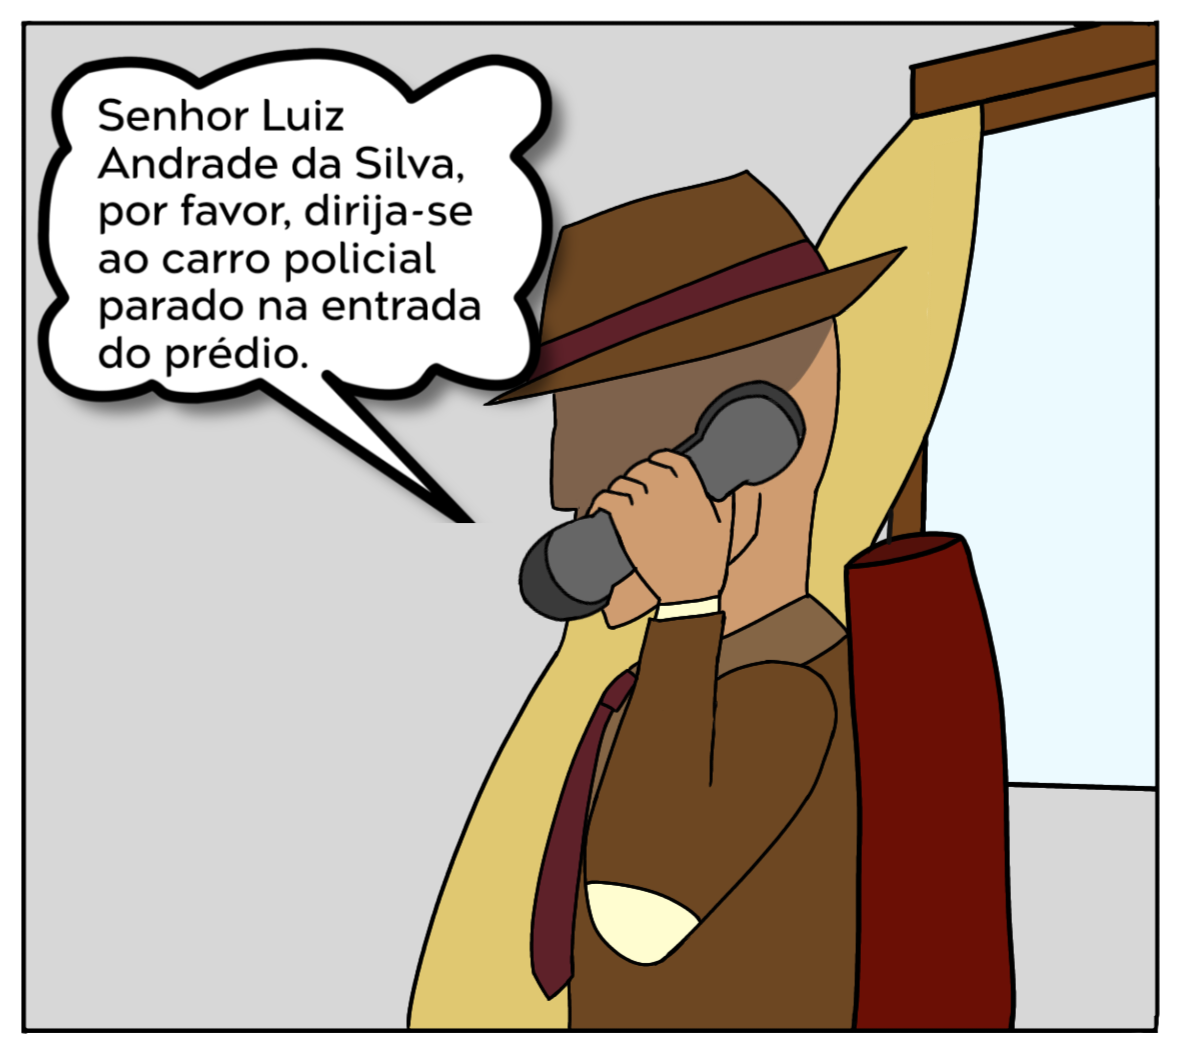 Senhor Luiz
Andrade da Silva,
por favor, dirija-se
ao carro policial
parado na entrada
do prédio.